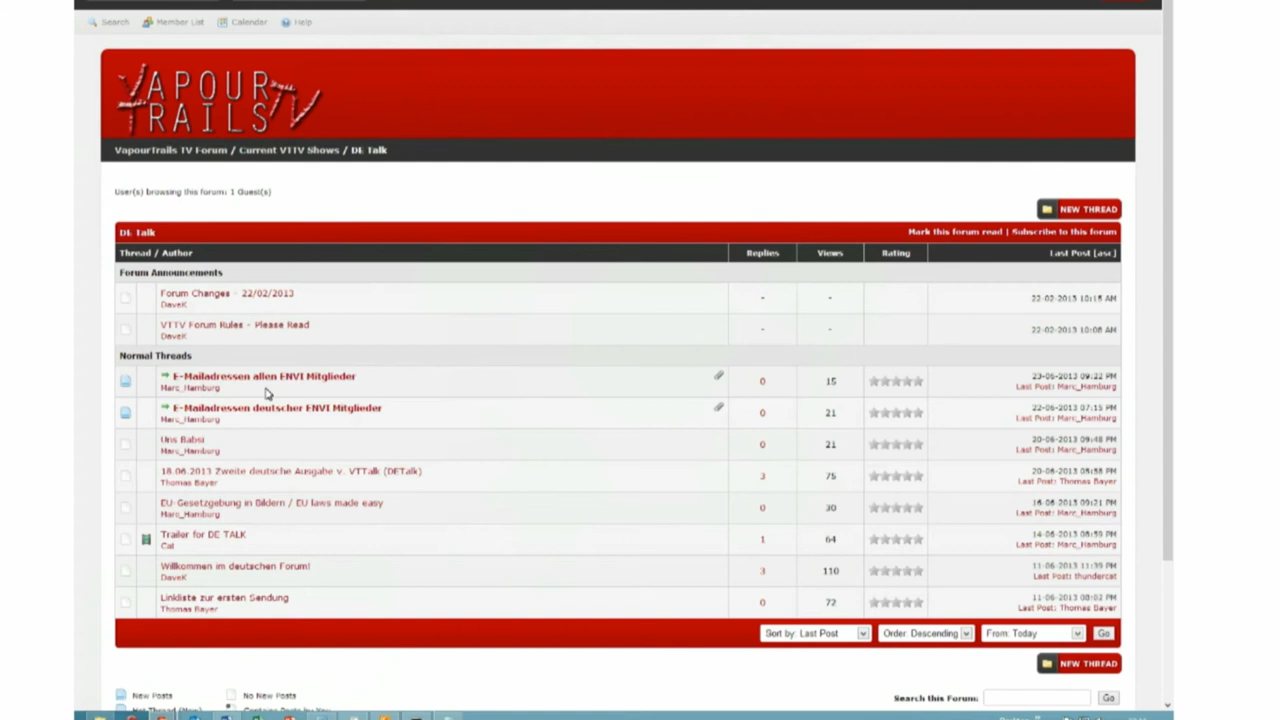 Search Member List Calendar Help
VAPOUR TRAILS TV
VapourTrails TV Forum / Current VTTV Shows / DE Talk
User(s) browsing this forum: 1 Guest(s)
NEW THREAD
DE Talk Mark this forum read | Subscribe to this forum
Thread / Author Replies Views Rating Last Post [asc]
Forum Announcements
Forum Changes - 22/02/2013 - - 22-02-2013 10:15 AM
DaveK
VTTV Forum Rules - Please Read - - 22-02-2013 10:08 AM
DaveK
Normal Threads
E-Mailadressen allen ENVI Mitglieder 0 15 23-06-2013 09:22 PM
Marc_Hamburg Last Post: Marc_Hamburg
E-Mailadressen deutscher ENVI Mitglieder 0 21 22-06-2013 07:15 PM
Marc_Hamburg Last Post: Marc_Hamburg
Uns Babsi 0 21 20-06-2013 09:48 PM
Marc_Hamburg Last Post: Marc_Hamburg
18.06.2013 Zweite deutsche Ausgabe v. VTTalk (DETalk) 3 75 20-06-2013 08:58 PM
Thomas Bayer Last Post: Thomas Bayer
EU-Gesetzgebung in Bildern / EU laws made easy 0 30 16-06-2013 09:21 PM
Marc_Hamburg Last Post: Marc_Hamburg
Trailer for DE TALK 1 64 14-06-2013 08:59 PM
Cat Last Post: Marc_Hamburg
Willkommen im deutschen Forum! 3 110 11-06-2013 11:39 PM
DaveK Last Post: thundercat
Linkliste zur ersten Sendung 0 72 11-06-2013 08:02 PM
Thomas Bayer Last Post: Thomas Bayer
Sort by: Last Post Order: Descending From: Today Go
NEW THREAD
New Posts No New Posts Search this Forum: Go